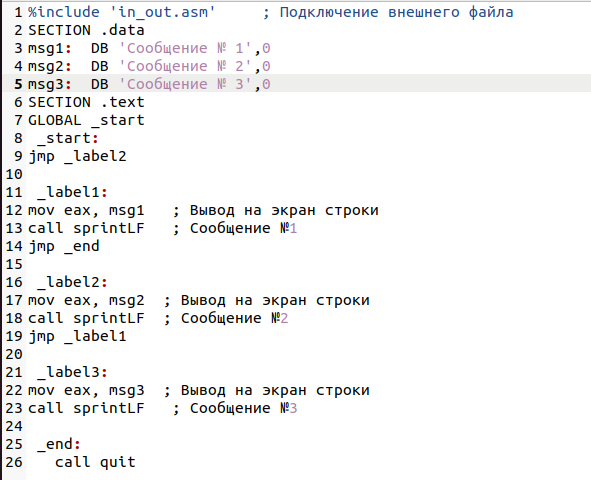 1 %include 'in_out.asm'     ; Подключение внешнего файла
2 SECTION .data
3 msg1:  DB 'Сообщение № 1',0
4 msg2:  DB 'Сообщение № 2',0
5 msg3:  DB 'Сообщение № 3',0
6 SECTION .text
7 GLOBAL _start
8  _start:
9 jmp _label2
10
11  _label1:
12 mov eax, msg1   ; Вывод на экран строки
13 call sprintLF   ; Сообщение №1
14 jmp _end
15
16  _label2:
17 mov eax, msg2  ; Вывод на экран строки
18 call sprintLF  ; Сообщение №2
19 jmp _label1
20
21  _label3:
22 mov eax, msg3  ; Вывод на экран строки
23 call sprintLF   ; Сообщение №3
24
25  _end:
26    call quit